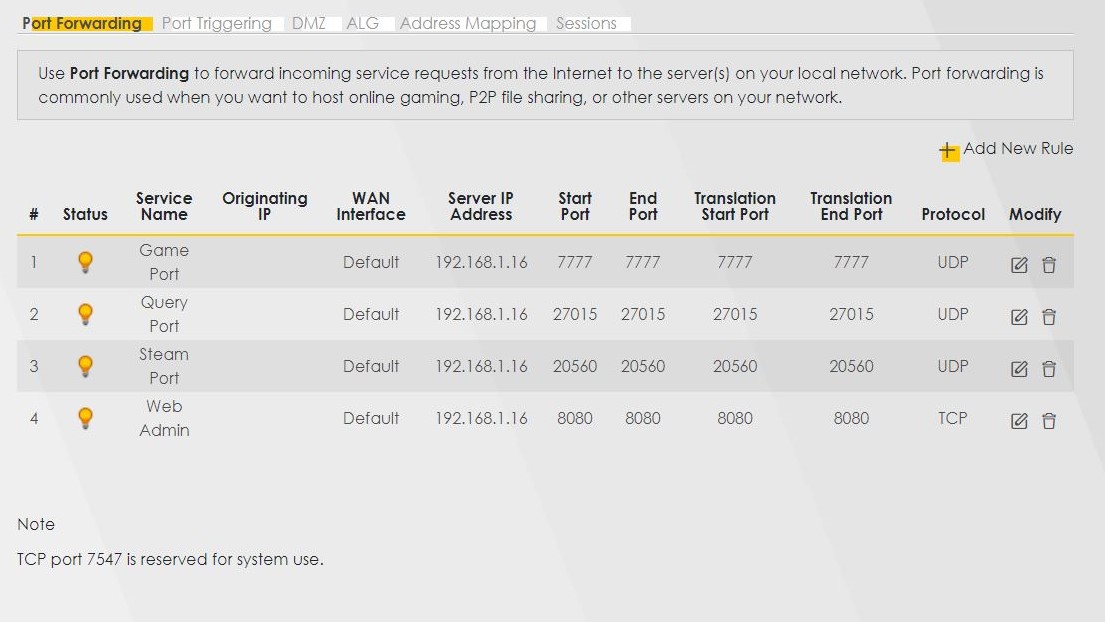 Port Forwarding Port Triggering DMZ ALG Address Mapping Sessions
Use Port Forwarding to forward incoming service requests from the Internet to the server(s) on your local network. Port forwarding is
commonly used when you want to host online gaming, P2P file sharing, or other servers on your network.
+ Add New Rule
# Status Service Name Originating IP WAN Interface Server IP Address Start Port End Port Translation Start Port Translation End Port Protocol Modify
1 Game Port Default 192.168.1.16 7777 7777 7777 7777 UDP
2 Query Port Default 192.168.1.16 27015 27015 27015 27015 UDP
3 Steam Port Default 192.168.1.16 20560 20560 20560 20560 UDP
4 Web Admin Default 192.168.1.16 8080 8080 8080 8080 TCP
Note
TCP port 7547 is reserved for system use.